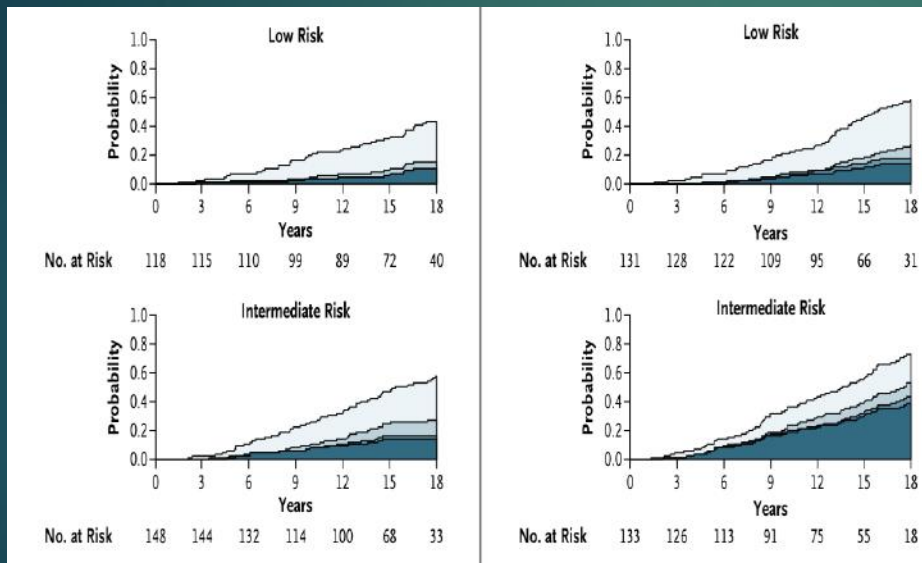 Low Risk
Probability
1.0
0.8
0.6
0.4
0.2
0.0
0 3 6 9 12 15 18
Years
No. at Risk 118 115 110 99 89 72 40
Low Risk
Probability
1.0
0.8
0.6
0.4
0.2
0.0
0 3 6 9 12 15 18
Years
No. at Risk 131 128 122 109 95 66 31
Intermediate Risk
Probability
1.0
0.8
0.6
0.4
0.2
0.0
0 3 6 9 12 15 18
Years
No. at Risk 148 144 132 114 100 68 33
Intermediate Risk
Probability
1.0
0.8
0.6
0.4
0.2
0.0
0 3 6 9 12 15 18
Years
No. at Risk 133 126 113 91 75 55 18